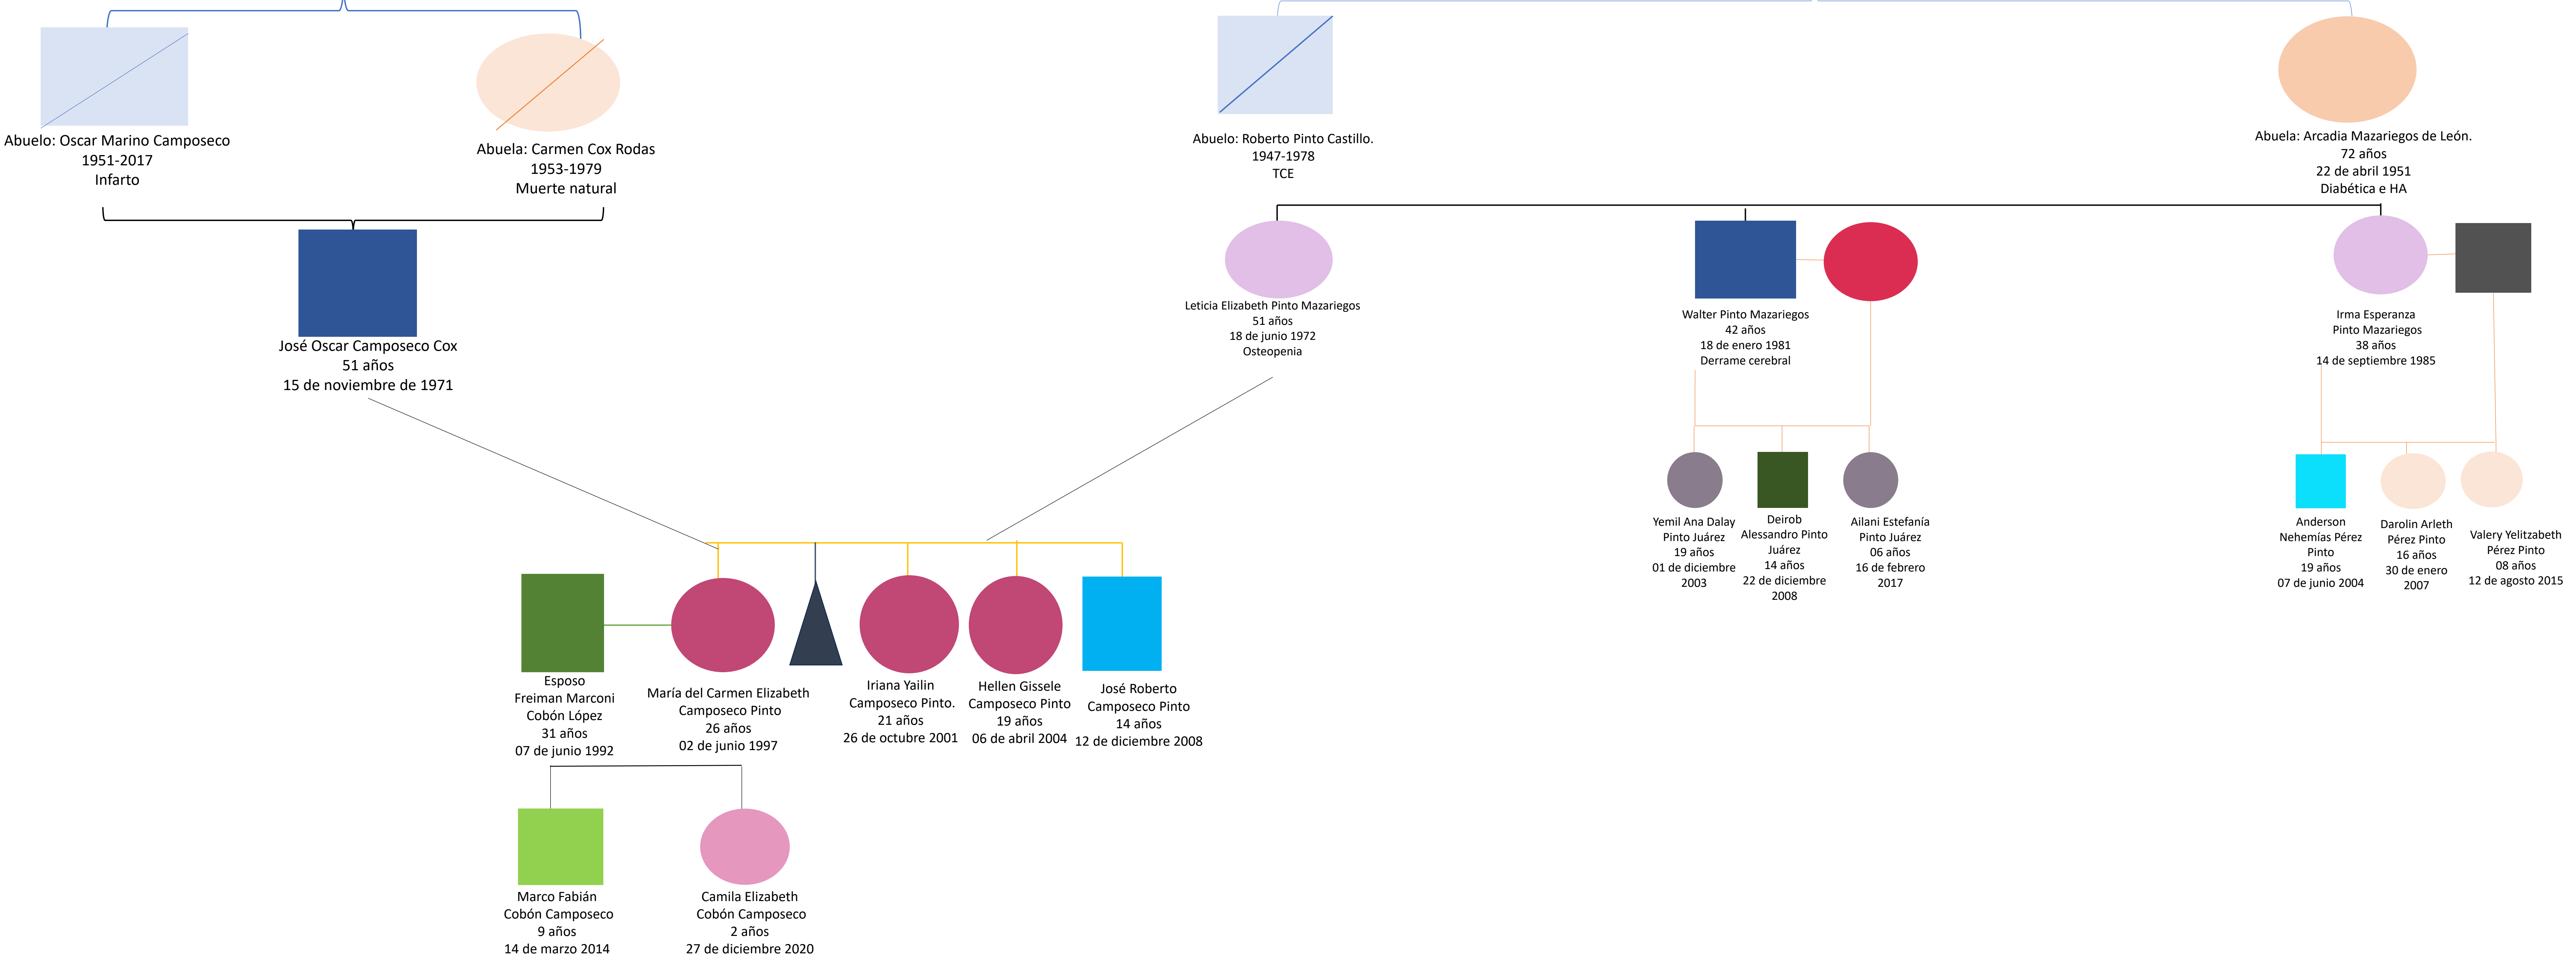 Abuelo: Oscar Marino Camposeco
1951-2017
Infarto
Abuela: Carmen Cox Rodas
1953-1979
Muerte natural
Abuelo: Roberto Pinto Castillo.
1947-1978
TCE
Abuela: Arcadia Mazariegos de León.
72 años
22 de abril 1951
Diabética e HA
José Oscar Camposeco Cox
51 años
15 de noviembre de 1971
Leticia Elizabeth Pinto Mazariegos
51 años
18 de junio 1972
Osteopenia
Walter Pinto Mazariegos
42 años
18 de enero 1981
Derrame cerebral
Irma Esperanza
Pinto Mazariegos
38 años
14 de septiembre 1985
Yemil Ana Dalay
Pinto Juárez
19 años
01 de diciembre
2003
Deirob
Alessandro Pinto
Juárez
14 años
22 de diciembre
2008
Ailani Estefanía
Pinto Juárez
06 años
16 de febrero
2017
Anderson
Nehemías Pérez
Pinto
19 años
07 de junio 2004
Darolin Arleth
Pérez Pinto
16 años
30 de enero
2007
Valery Yelitzabeth
Pérez Pinto
08 años
12 de agosto 2015
Esposo
Freiman Marconi
Cobón López
31 años
07 de junio 1992
María del Carmen Elizabeth
Camposeco Pinto
26 años
02 de junio 1997
Iriana Yailin
Camposeco Pinto.
21 años
26 de octubre 2001
Hellen Gissele
Camposeco Pinto
19 años
06 de abril 2004
José Roberto
Camposeco Pinto
14 años
12 de diciembre 2008
Marco Fabián
Cobón Camposeco
9 años
14 de marzo 2014
Camila Elizabeth
Cobón Camposeco
2 años
27 de diciembre 2020